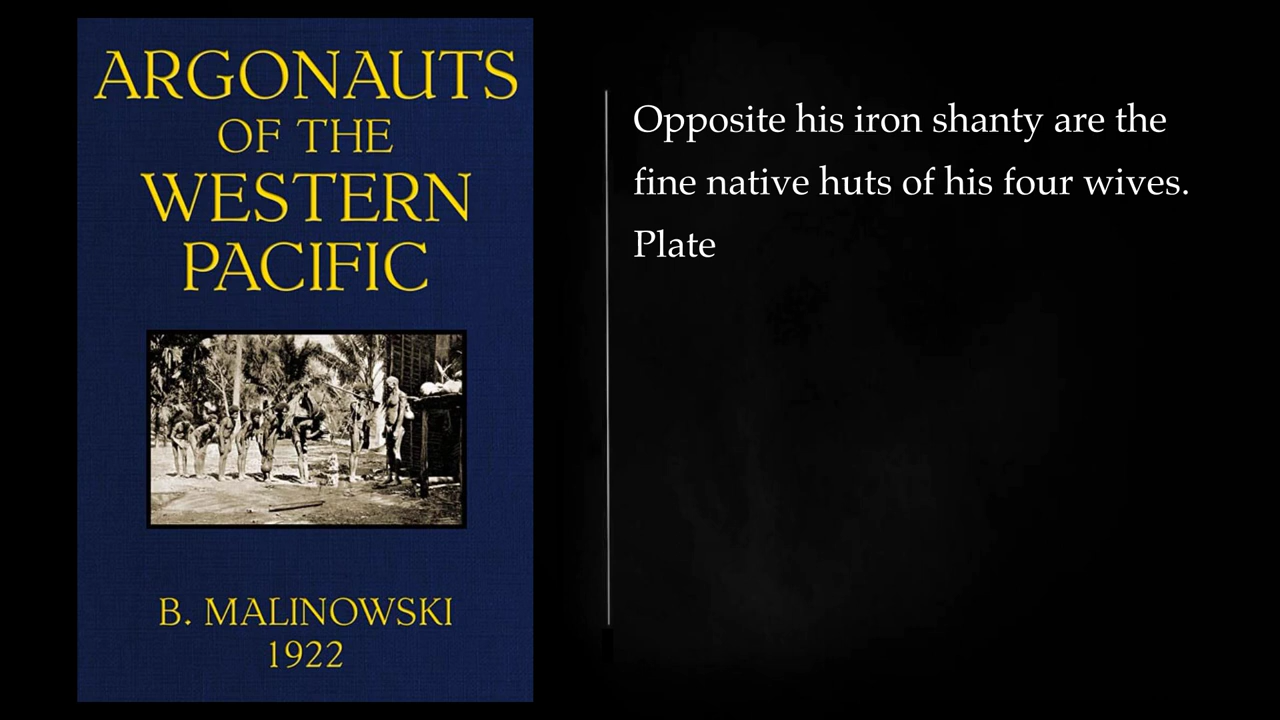 ARGONAUTS
OF THE
WESTERN
PACIFIC
B. MALINOWSKI
1922
Opposite his iron shanty are the
fine native huts of his four wives.
Plate